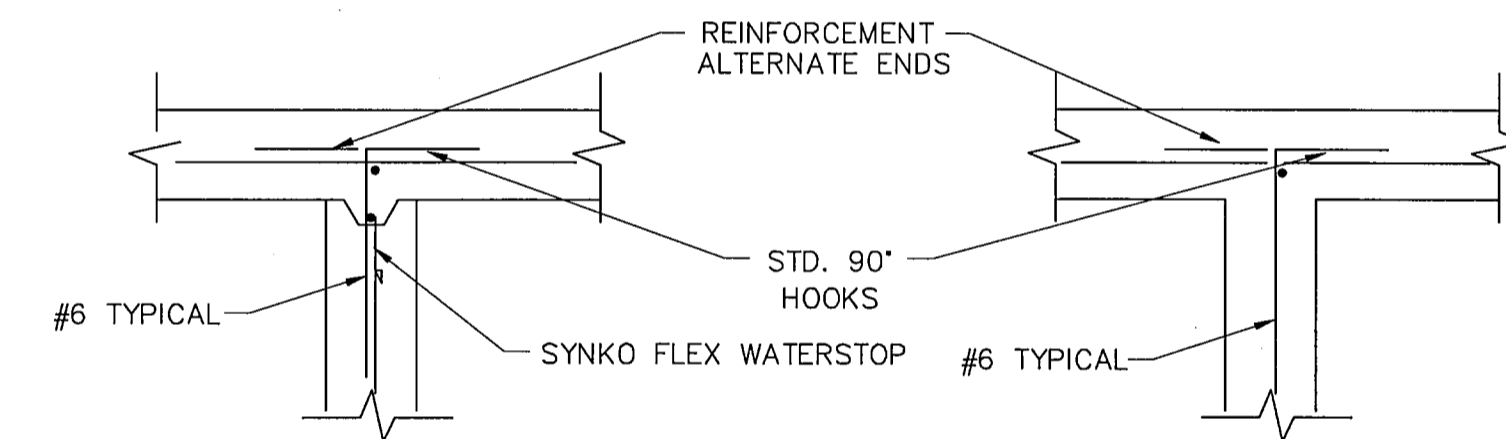 REINFORCEMENT
ALTERNATE ENDS
STD. 90°
HOOKS
#6 TYPICAL
SYNKO FLEX WATERSTOP
#6 TYPICAL